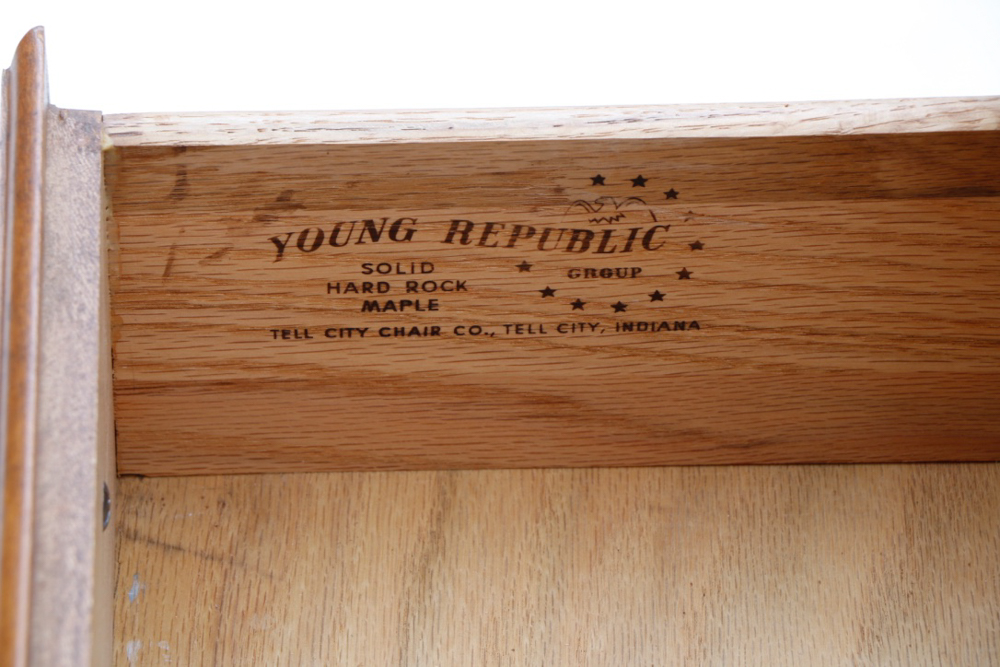 YOUNG REPUBLIC
GROUP
SOLID
HARD ROCK
MAPLE
TELL CITY CHAIR CO., TELL CITY, INDIANA